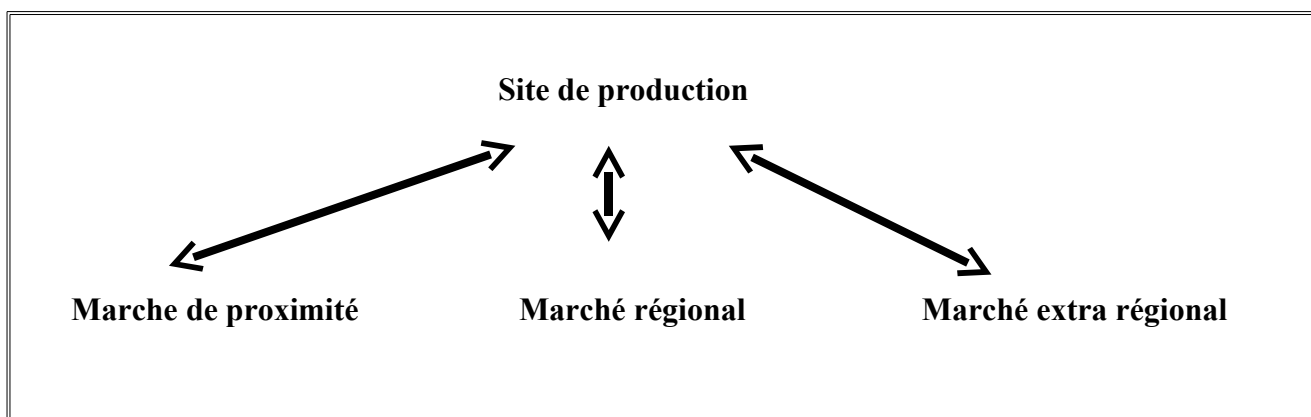 Site de production
Marche de proximité Marché régional Marché extra régional